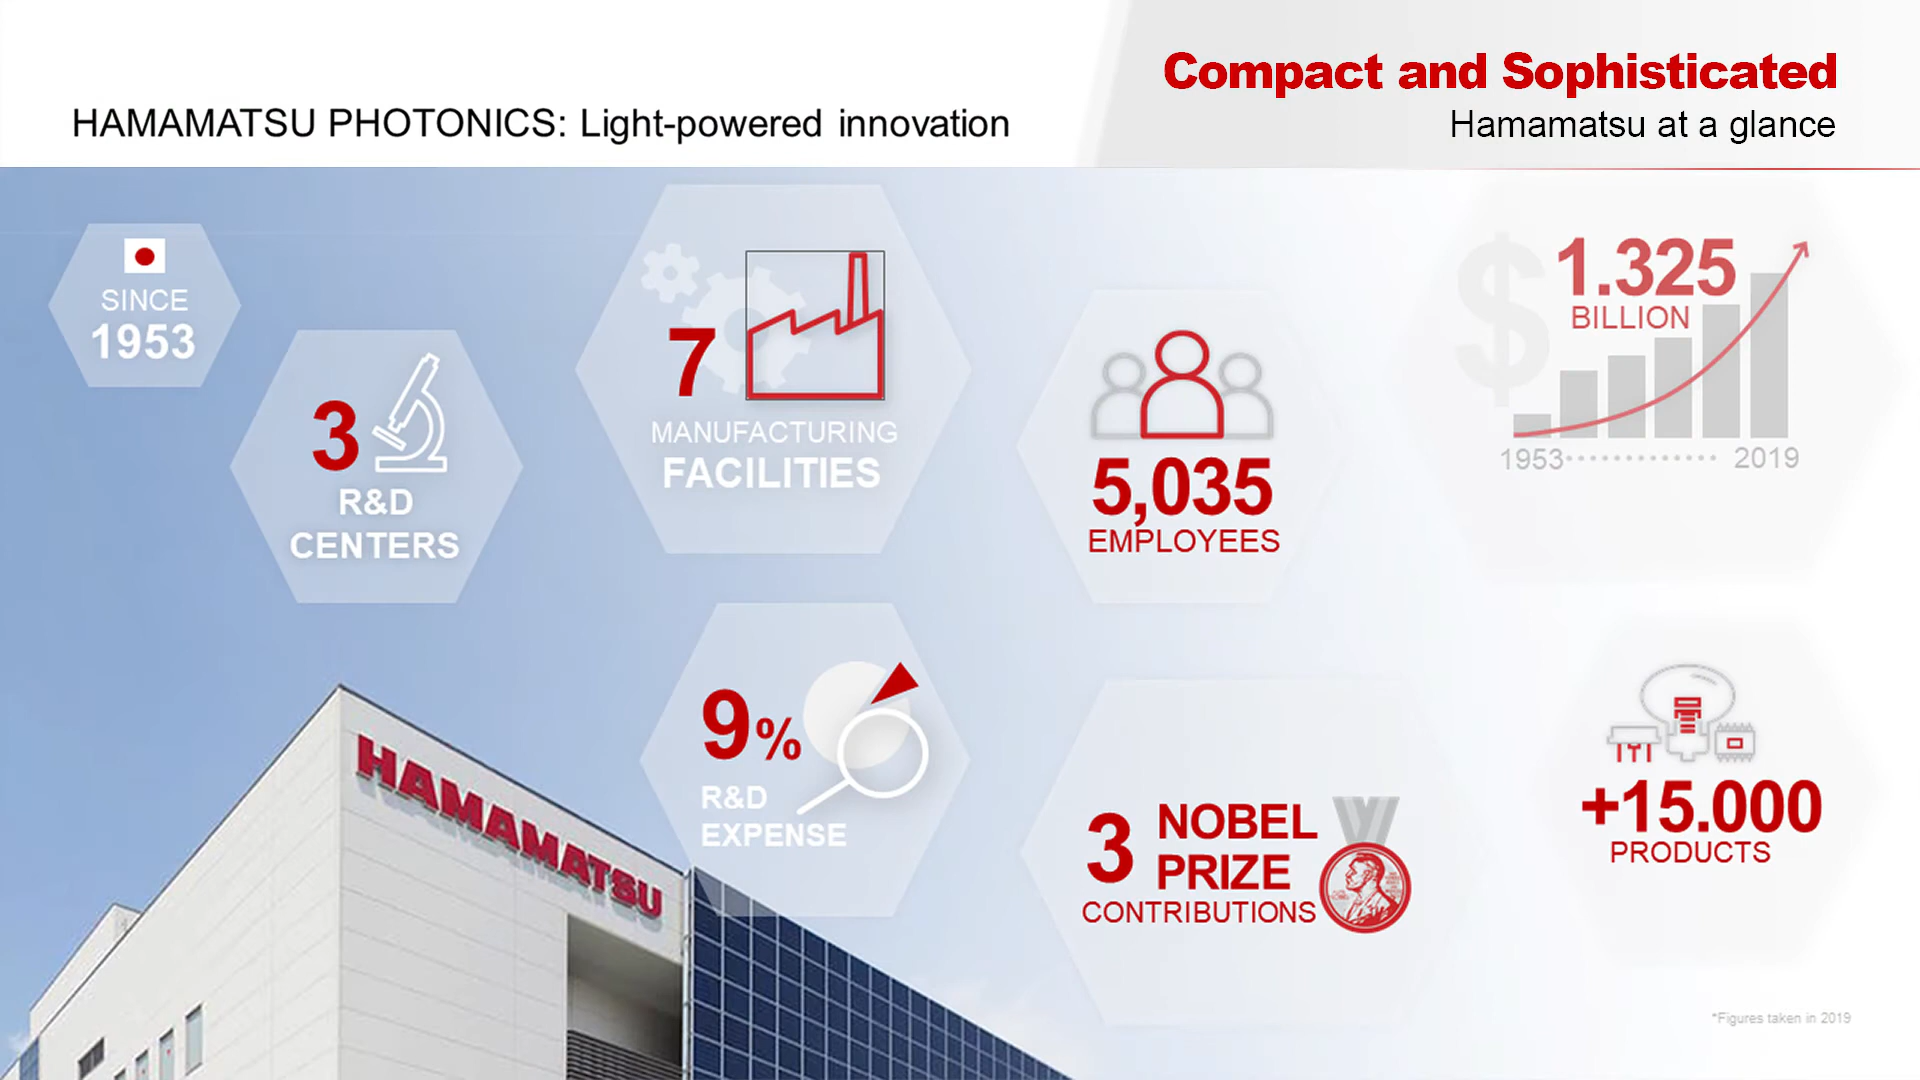 HAMAMATSU PHOTONICS: Light-powered innovation
Compact and Sophisticated
Hamamatsu at a glance
SINCE
1953
3
R&D
CENTERS
7
MANUFACTURING
FACILITIES
5,035
EMPLOYEES
$
1.325
BILLION
1953
2019
9%
R&D
EXPENSE
3 NOBEL
PRIZE
CONTRIBUTIONS
+15.000
PRODUCTS
HAMAMATSU
*Figures taken in 2019